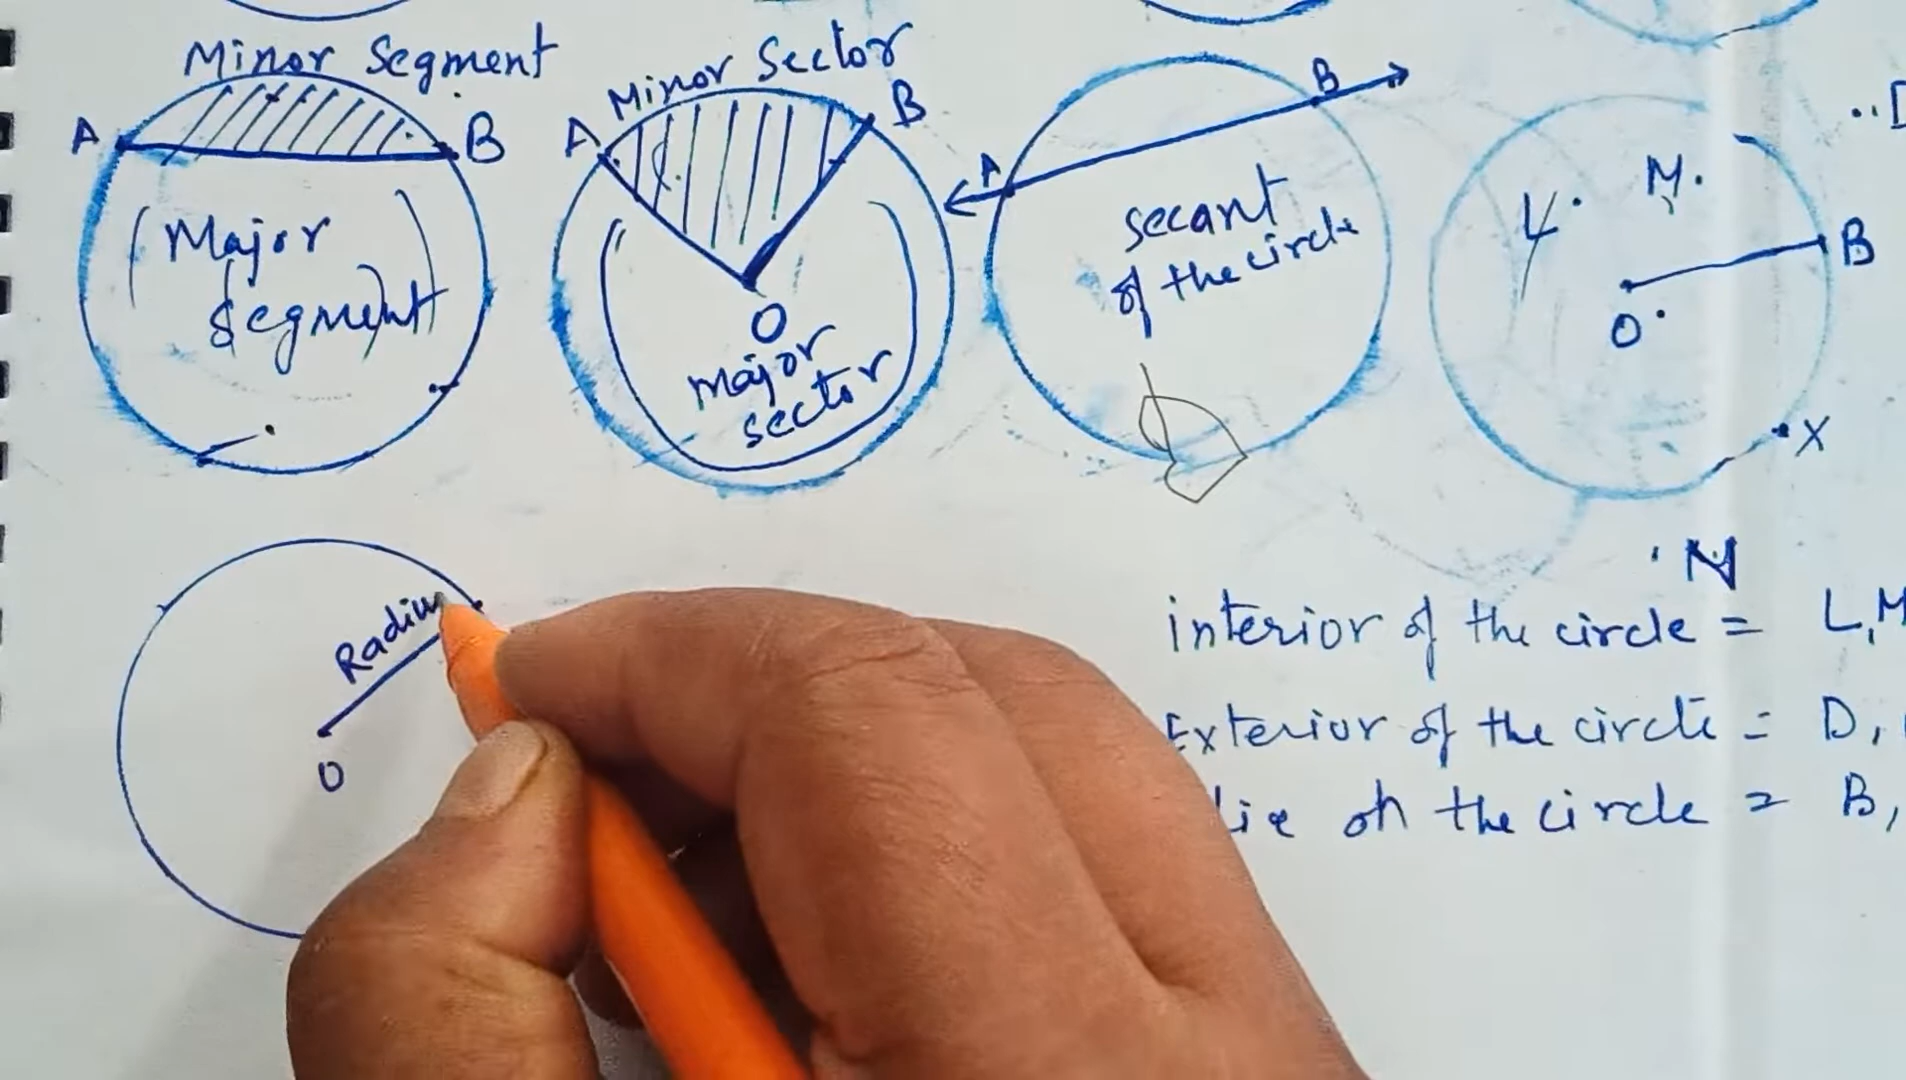 Minor Segment
A B
Major
Segment
Minor Sector
A B
O
Major
sector
A B
secant
of the circle
L M
B
O
X
N
D
Radiu
O
interior of the circle = L, M
Exterior of the circle = D,
lie on the circle = B,